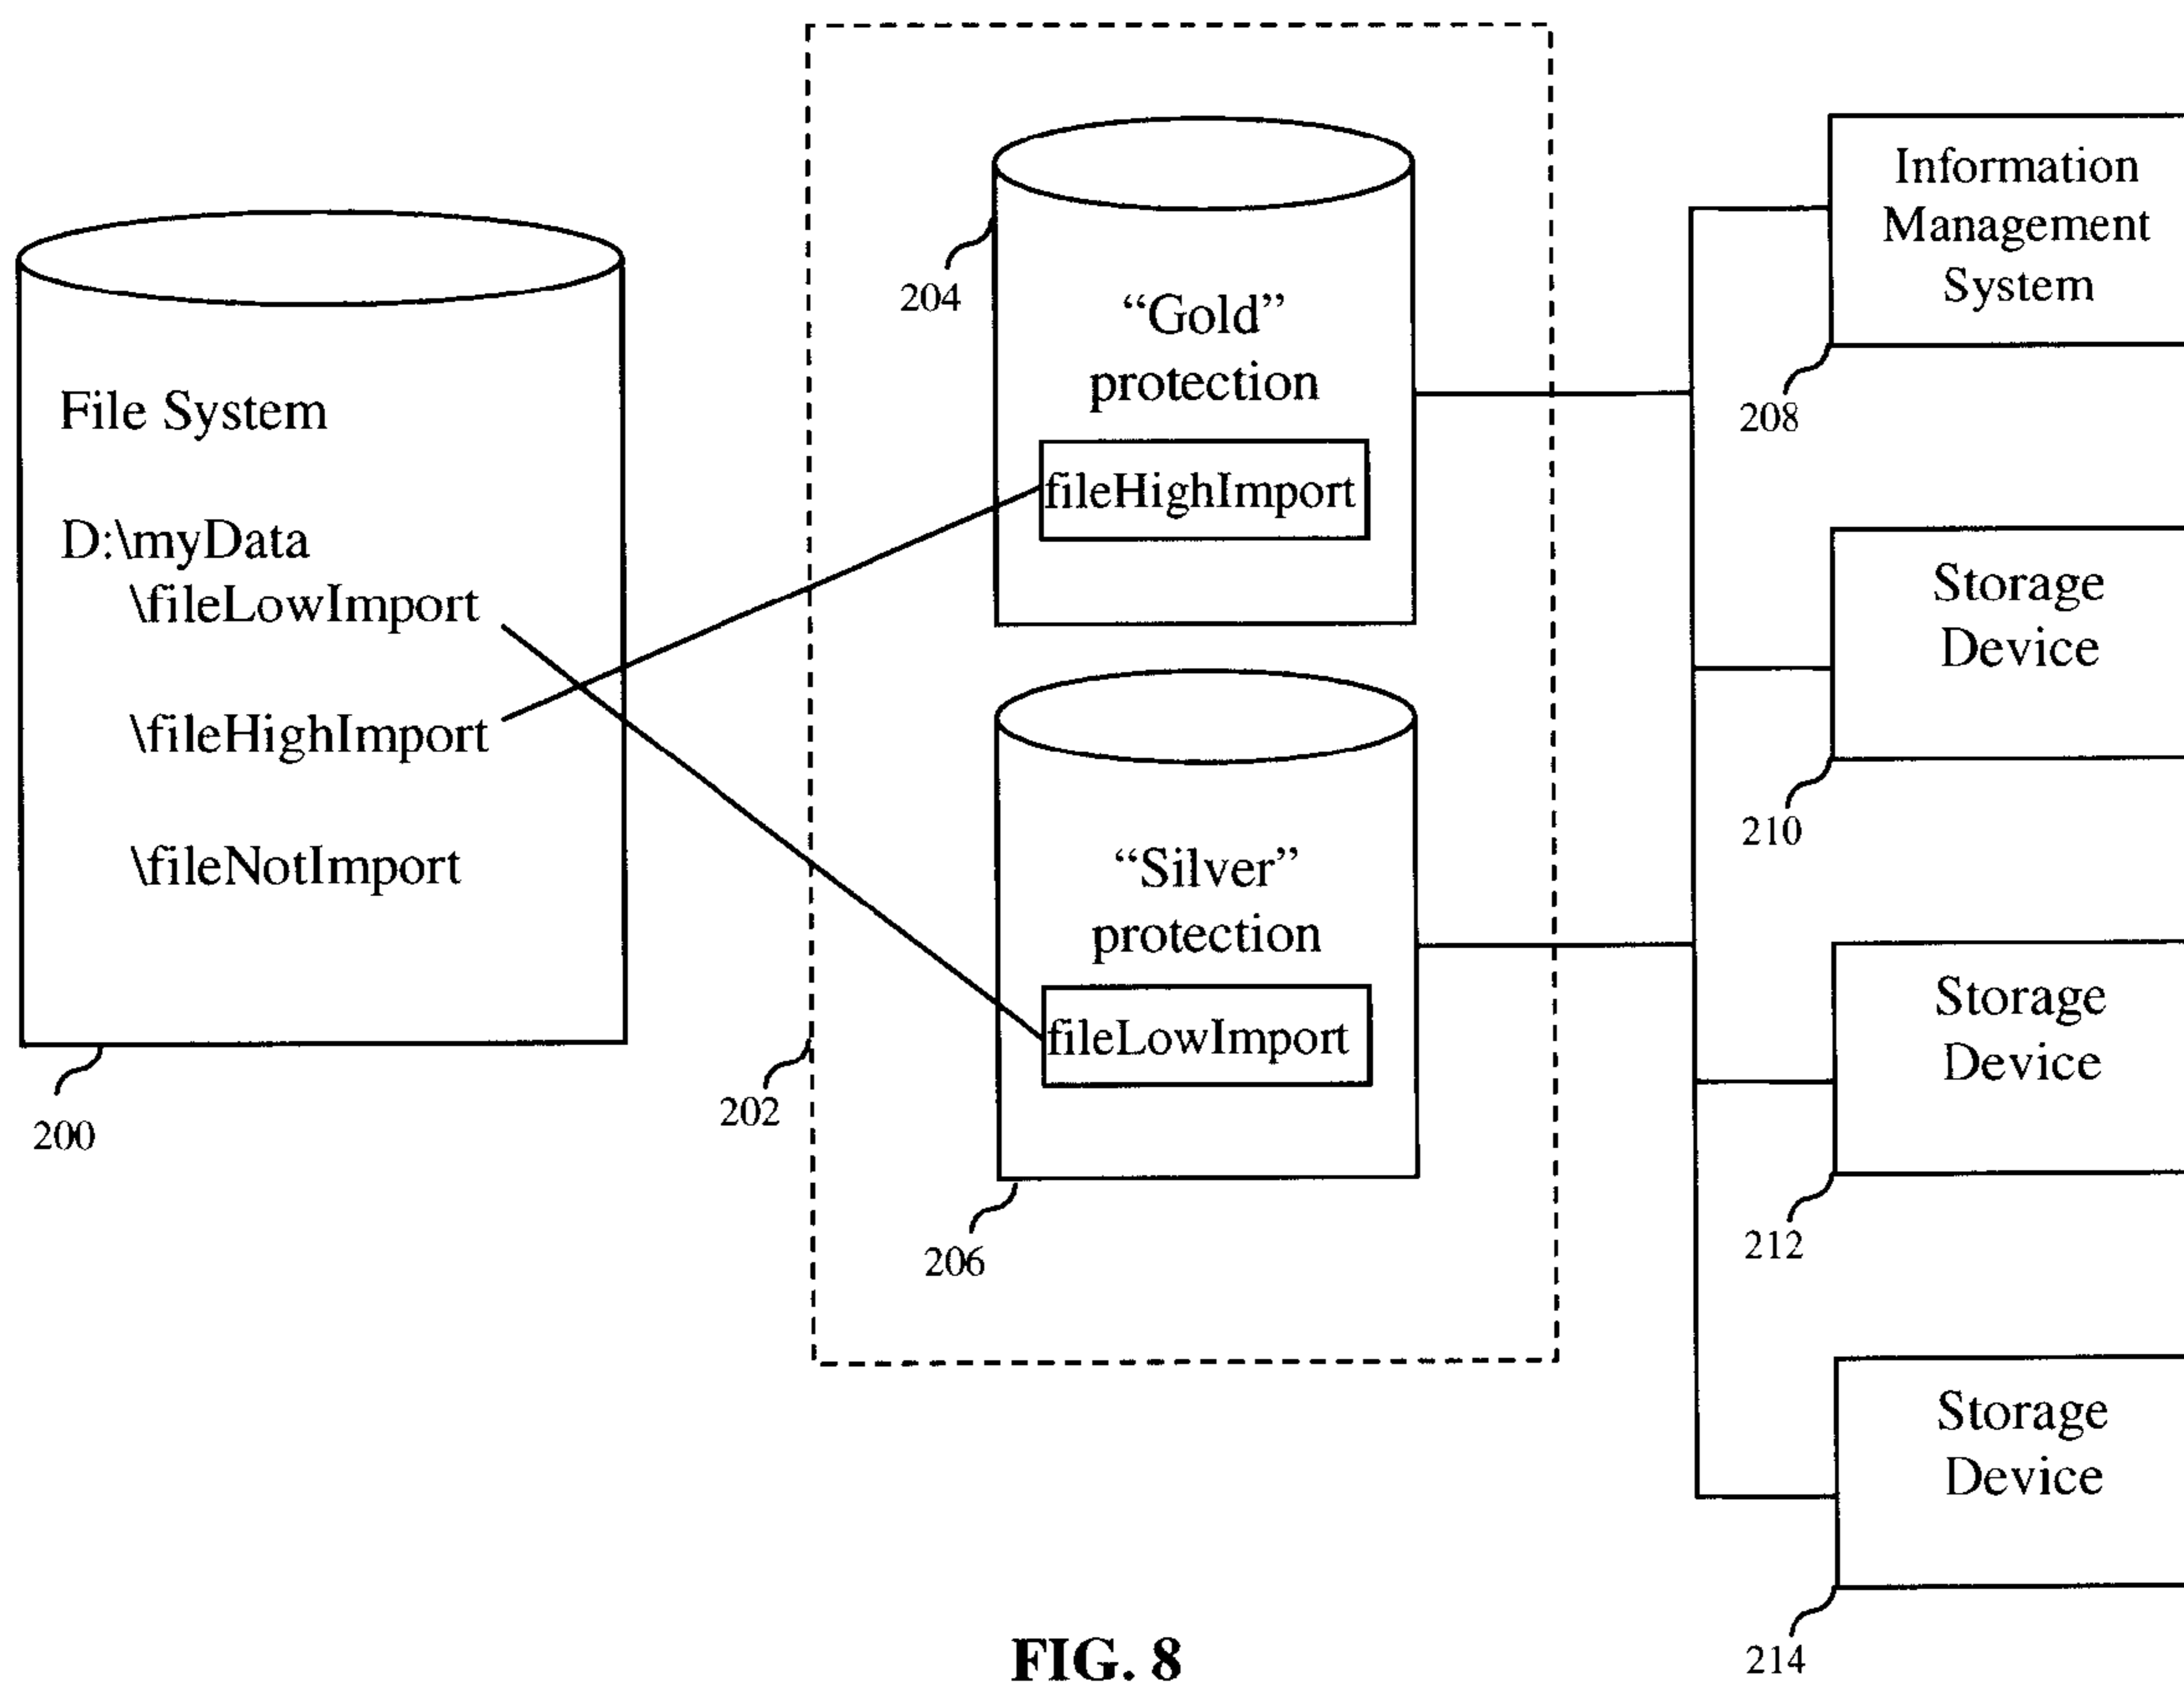 File System
D:\myData
\fileLowImport
\fileHighImport
\fileNotImport
200
202
204
“Gold”
protection
fileHighImport
“Silver”
protection
fileLowImport
206
Information
Management
System
208
Storage
Device
210
Storage
Device
212
Storage
Device
214
FIG. 8